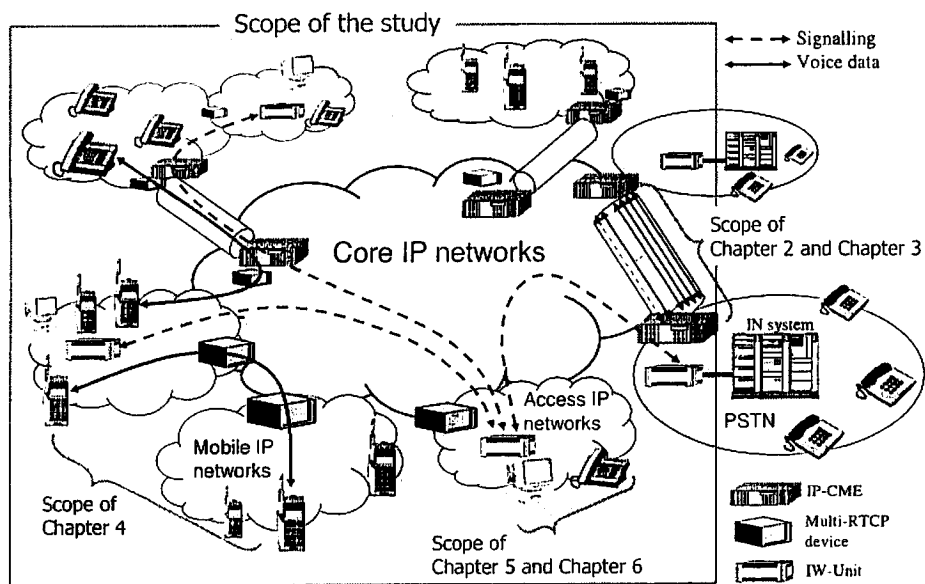 Scope of the study
Signalling
Voice data
Core IP networks
Scope of
Chapter 2 and Chapter 3
IN system
PSTN
Access IP
networks
Mobile IP
networks
Scope of
Chapter 4
Scope of
Chapter 5 and Chapter 6
IP-CME
Multi-RTCP
device
IW-Unit